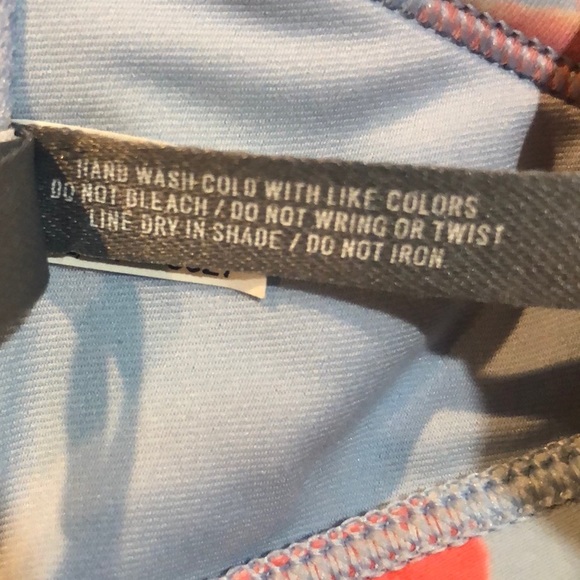 HAND WASH COLD WITH LIKE COLORS
DO NOT BLEACH / DO NOT WRING OR TWIST
LINE DRY IN SHADE / DO NOT IRON